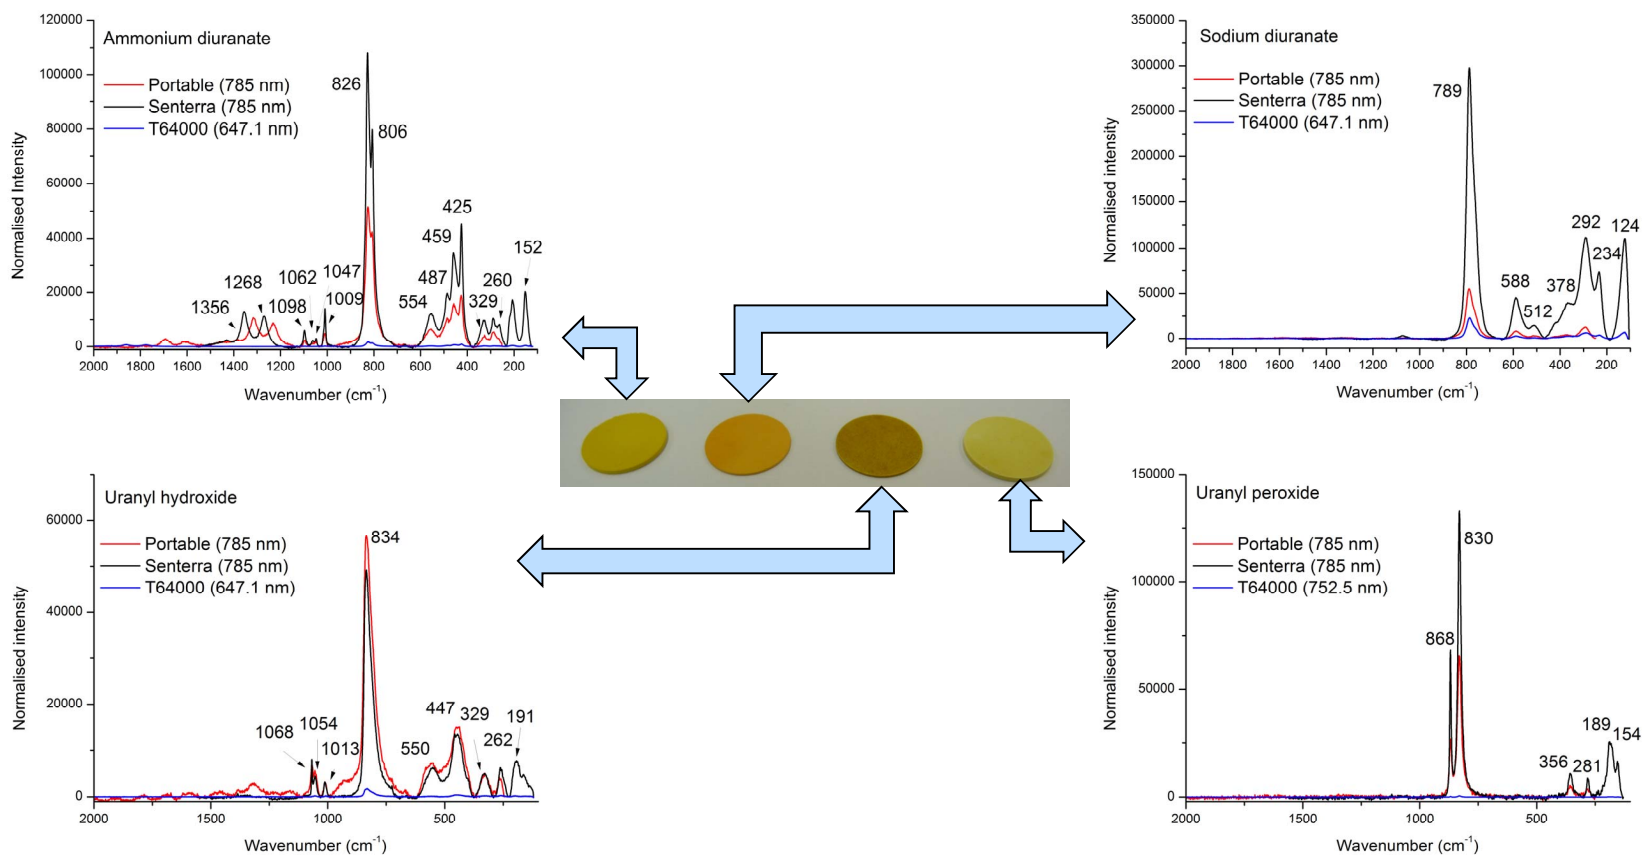 Ammonium diuranate
Portable (785 nm)
Senterra (785 nm)
T64000 (647.1 nm)
Normalised Intensity
120000
100000
80000
60000
40000
20000
0
826
806
425
459
487
554
329
260
152
1356
1268
1098
1062
1047
1009
2000 1800 1600 1400 1200 1000 800 600 400 200
Wavenumber (cm⁻¹)
Sodium diuranate
Portable (785 nm)
Senterra (785 nm)
T64000 (647.1 nm)
Normalised intensity
350000
300000
250000
200000
150000
100000
50000
0
789
588
512
378
292
234
124
2000 1800 1600 1400 1200 1000 800 600 400 200
Wavenumber (cm⁻¹)
Uranyl hydroxide
Portable (785 nm)
Senterra (785 nm)
T64000 (647.1 nm)
Normalised intensity
60000
40000
20000
0
834
1068
1054
1013
550
447
329
262
191
2000 1500 1000 500
Wavenumber (cm⁻¹)
Uranyl peroxide
Portable (785 nm)
Senterra (785 nm)
T64000 (752.5 nm)
Normalised intensity
150000
100000
50000
0
830
868
356
281
189
154
2000 1500 1000 500
Wavenumber (cm⁻¹)